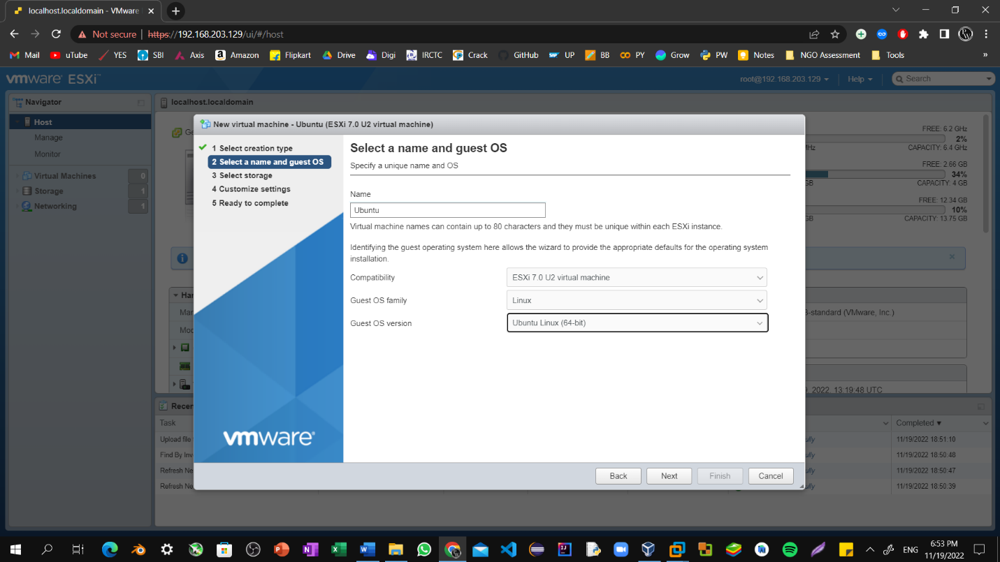 localhost.localdomain - VMware
Not secure | https://192.168.203.129/ui/#/host
Mail uTube YES SBI Axis Amazon Flipkart Drive Digi IRCTC Crack GitHub UP BB PY Grow PW Notes NGO Assessment Tools »
vmware ESXi™
root@192.168.203.129 Help Search
Navigator
localhost.localdomain
Host
Manage
Monitor
Virtual Machines 0
Storage 1
Networking 1
FREE: 6.2 GHz
2%
CAPACITY: 6.4 GHz
FREE: 2.66 GB
34%
CAPACITY: 4 GB
FREE: 12.34 GB
10%
CAPACITY: 13.75 GB
-standard (VMware, Inc.)
, 2022, 13:19:48 UTC
New virtual machine - Ubuntu (ESXi 7.0 U2 virtual machine)
1 Select creation type
2 Select a name and guest OS
3 Select storage
4 Customize settings
5 Ready to complete
vmware
Select a name and guest OS
Specify a unique name and OS
Name
Ubuntu
Virtual machine names can contain up to 80 characters and they must be unique within each ESXi instance.
Identifying the guest operating system here allows the wizard to provide the appropriate defaults for the operating system
installation.
Compatibility ESXi 7.0 U2 virtual machine
Guest OS family Linux
Guest OS version Ubuntu Linux (64-bit)
Back Next Finish Cancel
Task Completed ▼
Upload file 11/19/2022 18:51:10
Find By Inv 11/19/2022 18:50:48
Refresh Ne 11/19/2022 18:50:47
Refresh Ne 11/19/2022 18:50:39
ENG
6:53 PM
11/19/2022